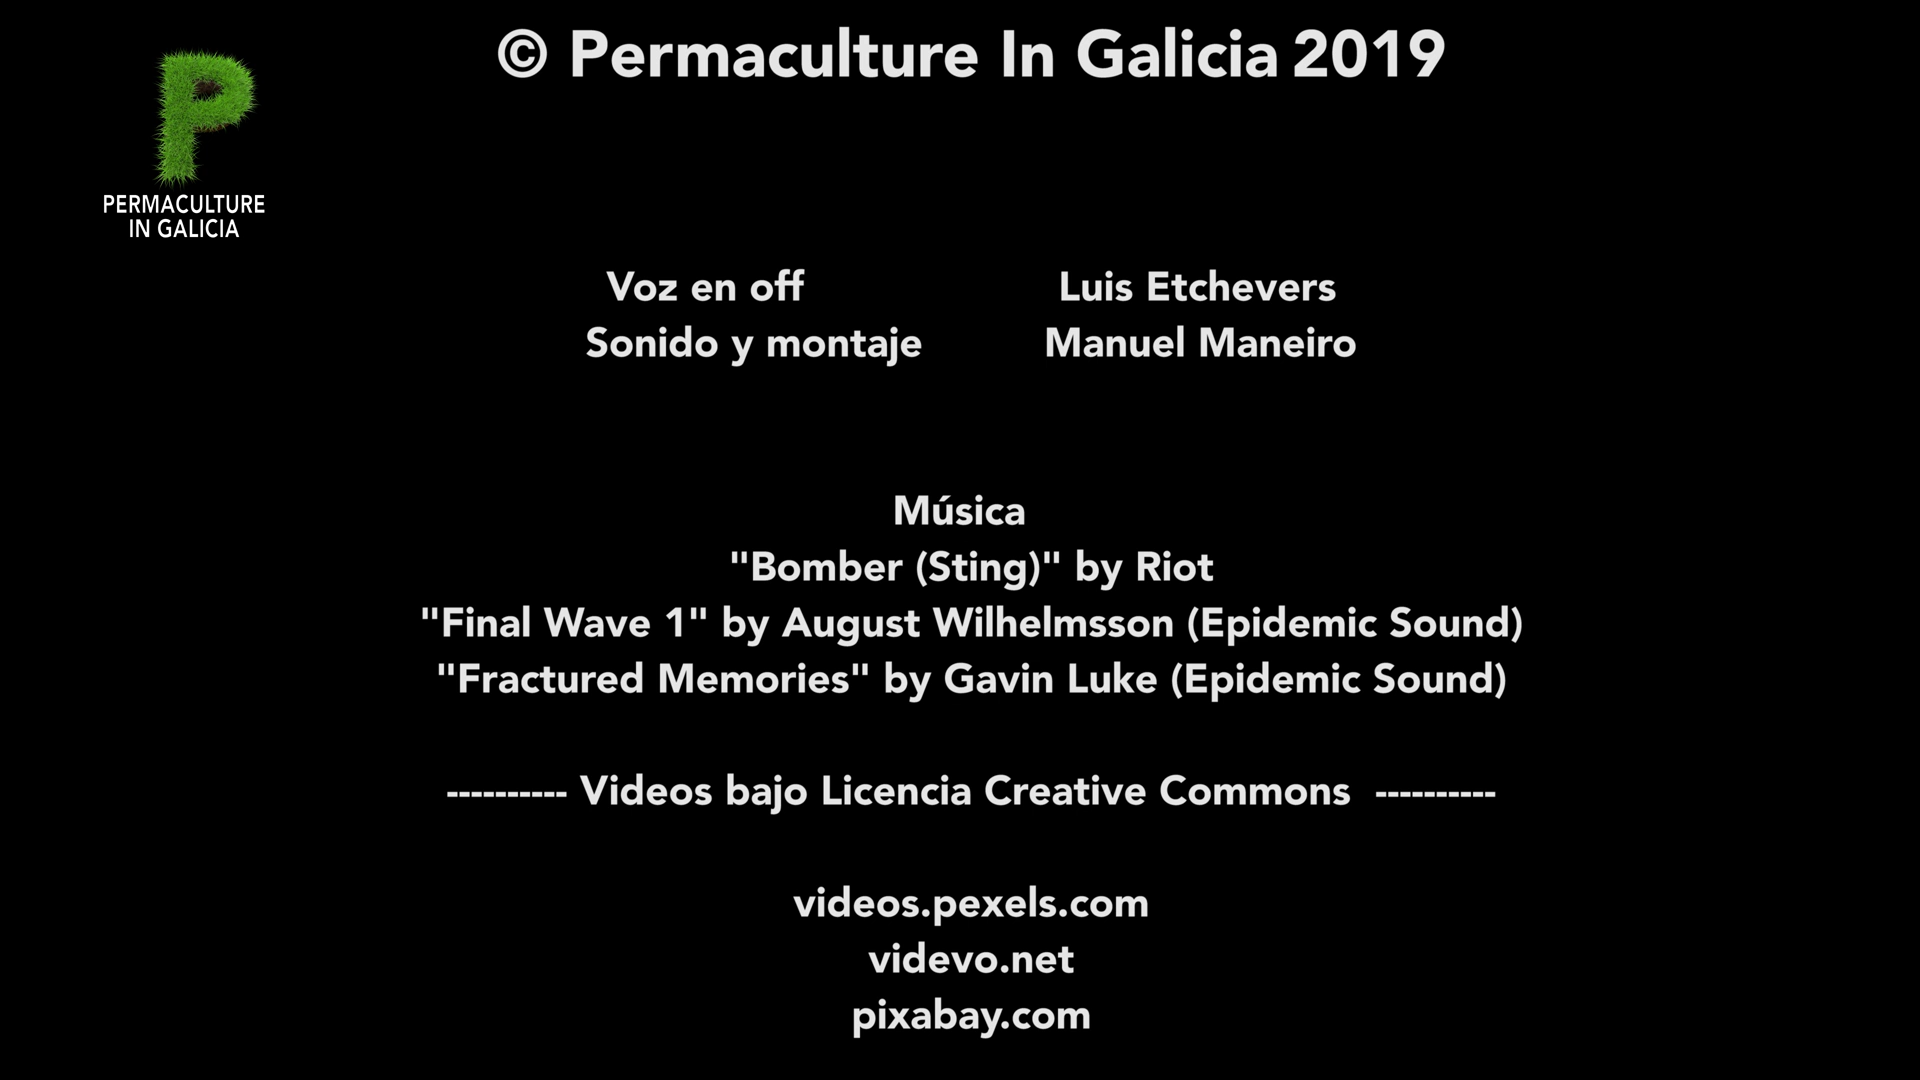 © Permaculture In Galicia 2019
P
PERMACULTURE
IN GALICIA
Voz en off Luis Etchevers
Sonido y montaje Manuel Maneiro
Música
"Bomber (Sting)" by Riot
"Final Wave 1" by August Wilhelmsson (Epidemic Sound)
"Fractured Memories" by Gavin Luke (Epidemic Sound)
---------- Videos bajo Licencia Creative Commons ----------
videos.pexels.com
videvo.net
pixabay.com